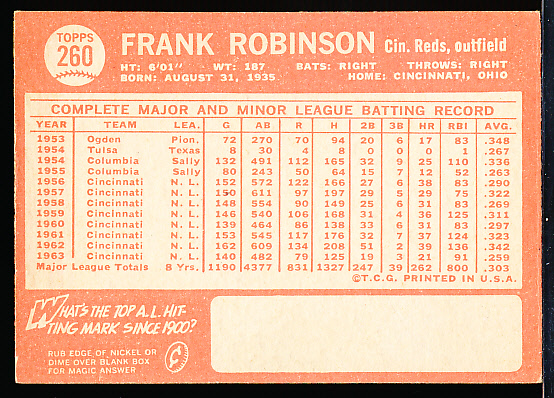 TOPPS
260
FRANK ROBINSON Cin. Reds, outfield
HT: 6'01" WT: 187 BATS: RIGHT THROWS: RIGHT
BORN: AUGUST 31, 1935 HOME: CINCINNATI, OHIO
COMPLETE MAJOR AND MINOR LEAGUE BATTING RECORD
YEAR TEAM LEA. G AB R H 2B 3B HR RBI AVG.
1953 Ogden Pion. 72 270 70 94 20 6 17 83 .348
1954 Tulsa Texas 8 30 4 8 0 0 0 1 .267
1954 Columbia Sally 132 491 112 165 32 9 25 110 .336
1955 Columbia Sally 80 243 50 64 15 7 12 52 .263
1956 Cincinnati N. L. 152 572 122 166 27 6 38 83 .290
1957 Cincinnati N. L. 150 611 97 197 29 5 29 75 .322
1958 Cincinnati N. L. 148 554 90 149 25 6 31 83 .269
1959 Cincinnati N. L. 146 540 106 168 31 4 36 125 .311
1960 Cincinnati N. L. 139 464 86 138 33 6 31 83 .297
1961 Cincinnati N. L. 153 545 117 176 32 7 37 124 .323
1962 Cincinnati N. L. 162 609 134 208 51 2 39 136 .342
1963 Cincinnati N. L. 140 482 79 125 19 3 21 91 .259
Major League Totals 8 Yrs. 1190 4377 831 1327 247 39 262 800 .303
©T.C.G. PRINTED IN U.S.A.
WHAT'S THE TOP A.L. HIT-
TING MARK SINCE 1900?
RUB EDGE OF NICKEL OR
DIME OVER BLANK BOX
FOR MAGIC ANSWER